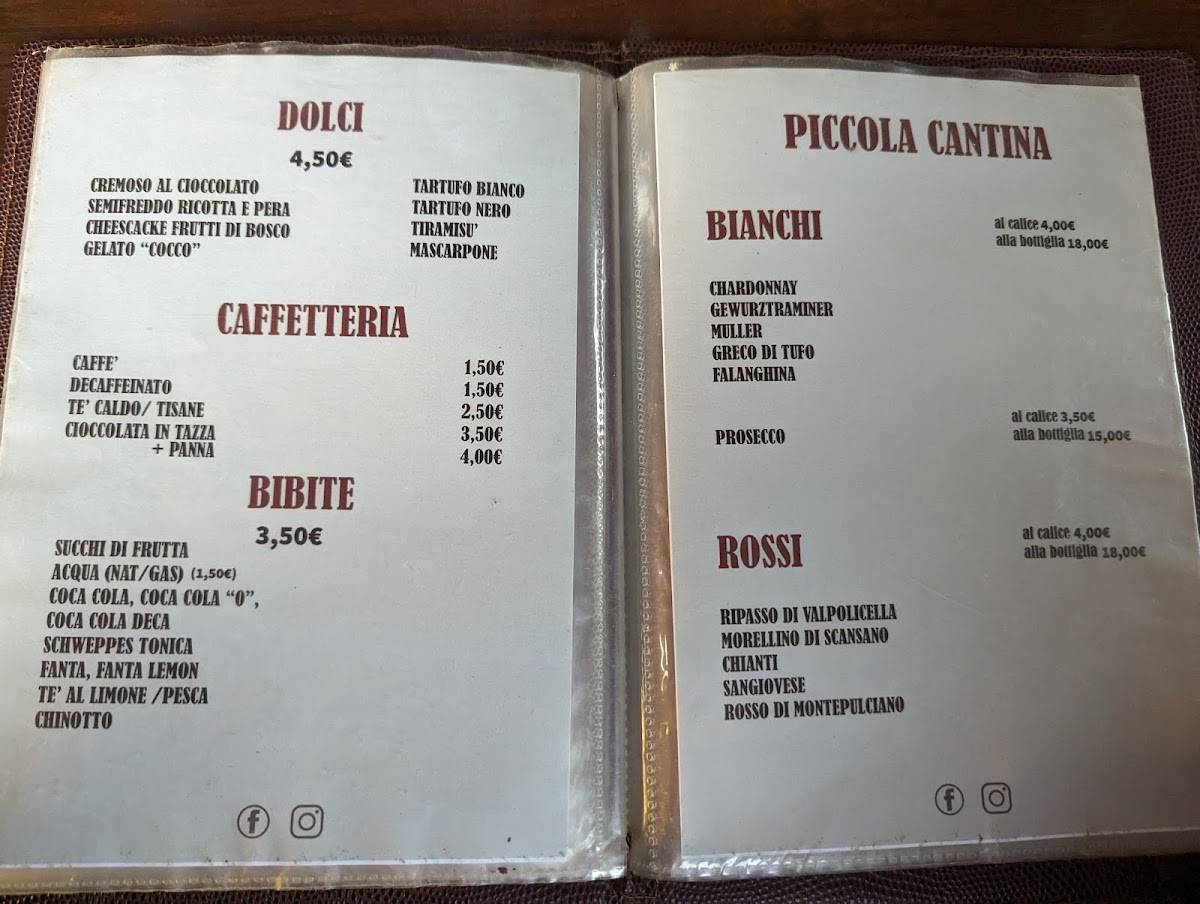 DOLCI
4,50€
CREMOSO AL CIOCCOLATO
SEMIFREDDO RICOTTA E PERA
CHEESCACKE FRUTTI DI BOSCO
GELATO “COCCO”
TARTUFO BIANCO
TARTUFO NERO
TIRAMISU’
MASCARPONE
CAFFETTERIA
CAFFE’ 1,50€
DECAFFEINATO 1,50€
TE’ CALDO/ TISANE 2,50€
CIOCCOLATA IN TAZZA 3,50€
+ PANNA 4,00€
BIBITE
3,50€
SUCCHI DI FRUTTA
ACQUA (NAT/GAS) (1,50€)
COCA COLA, COCA COLA “0”,
COCA COLA DECA
SCHWEPPES TONICA
FANTA, FANTA LEMON
TE’ AL LIMONE /PESCA
CHINOTTO
PICCOLA CANTINA
BIANCHI
al calice 4,00€
alla bottiglia 18,00€
CHARDONNAY
GEWURZTRAMINER
MULLER
GRECO DI TUFO
FALANGHINA
PROSECCO
al calice 3,50€
alla bottiglia 15,00€
ROSSI
al calice 4,00€
alla bottiglia 18,00€
RIPASSO DI VALPOLICELLA
MORELLINO DI SCANSANO
CHIANTI
SANGIOVESE
ROSSO DI MONTEPULCIANO